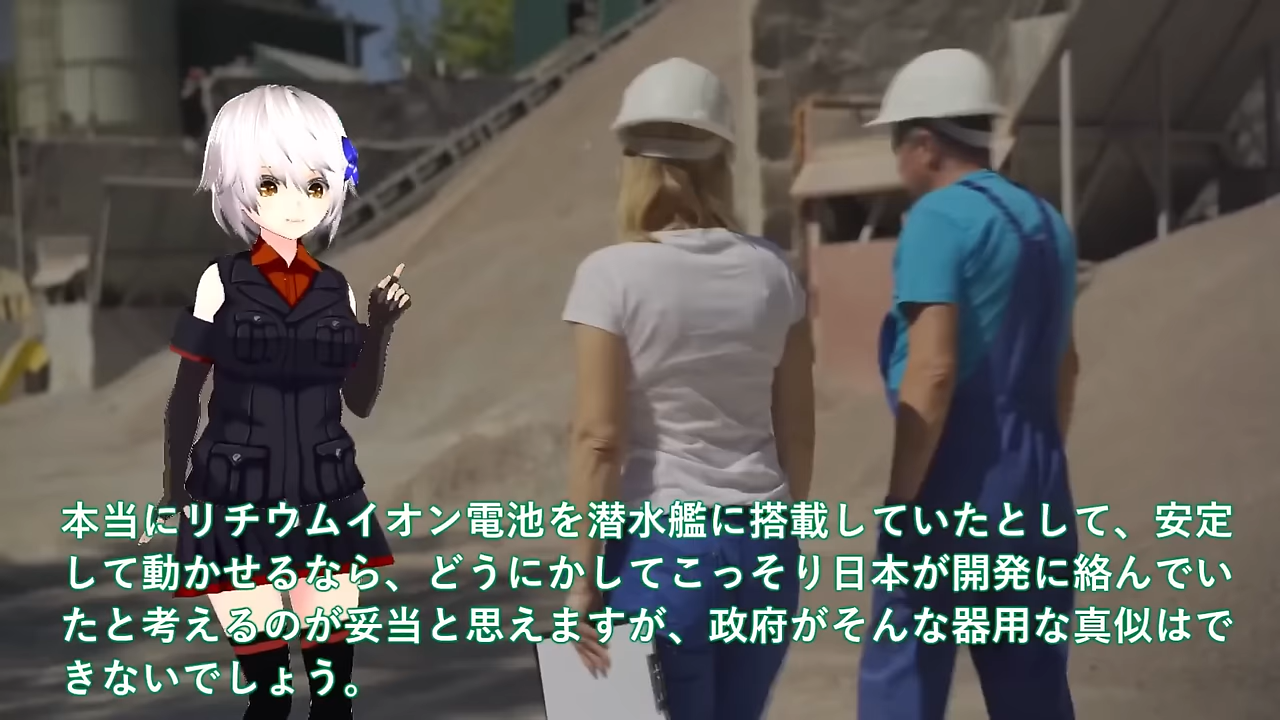 本当にリチウムイオン電池を潜水艦に搭載していたとして、安定
して動かせるなら、どうにかしてこっそり日本が開発に絡んでい
たと考えるのが妥当と思えますが、政府がそんな器用な真似はで
きないでしょう。